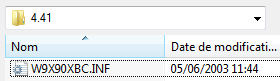 4.41
Nom Date de modificati...
W9X90XBC.INF 05/06/2003 11:44